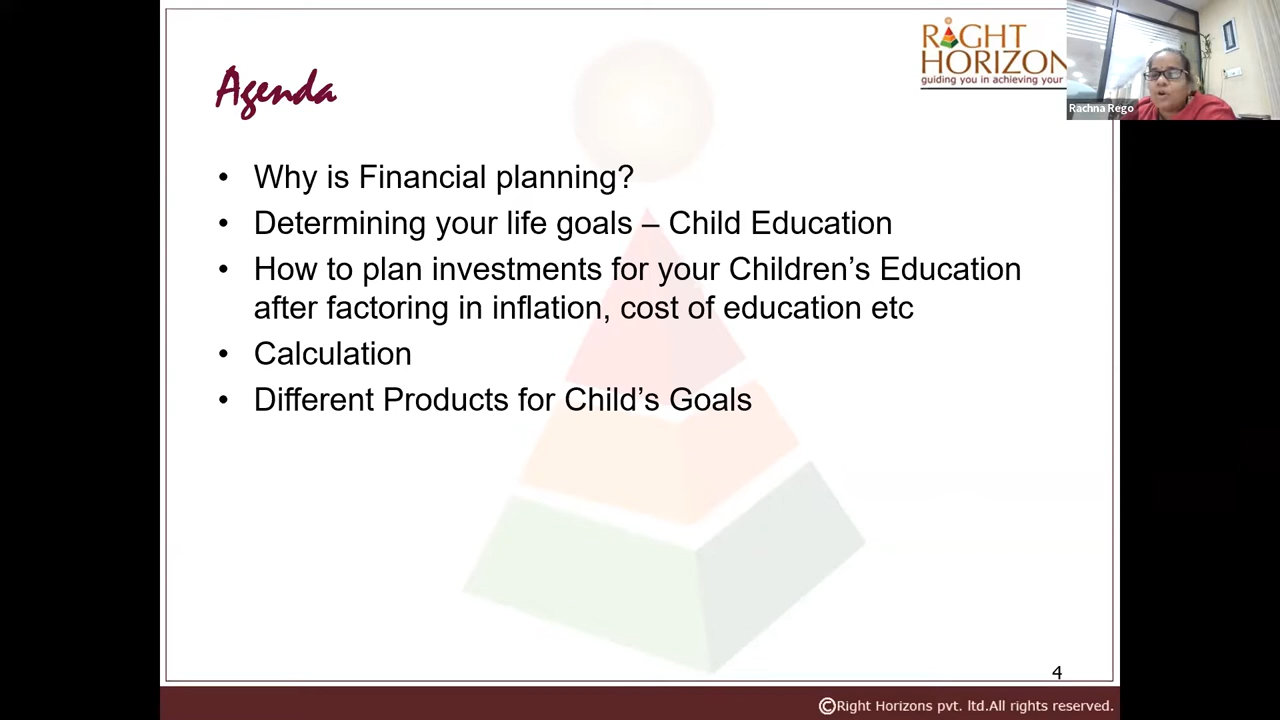 Agenda
RIGHT
HORIZON
guiding you in achieving your
Rachna Rego
• Why is Financial planning?
• Determining your life goals – Child Education
• How to plan investments for your Children’s Education
after factoring in inflation, cost of education etc
• Calculation
• Different Products for Child’s Goals
4
©Right Horizons pvt. ltd.All rights reserved.